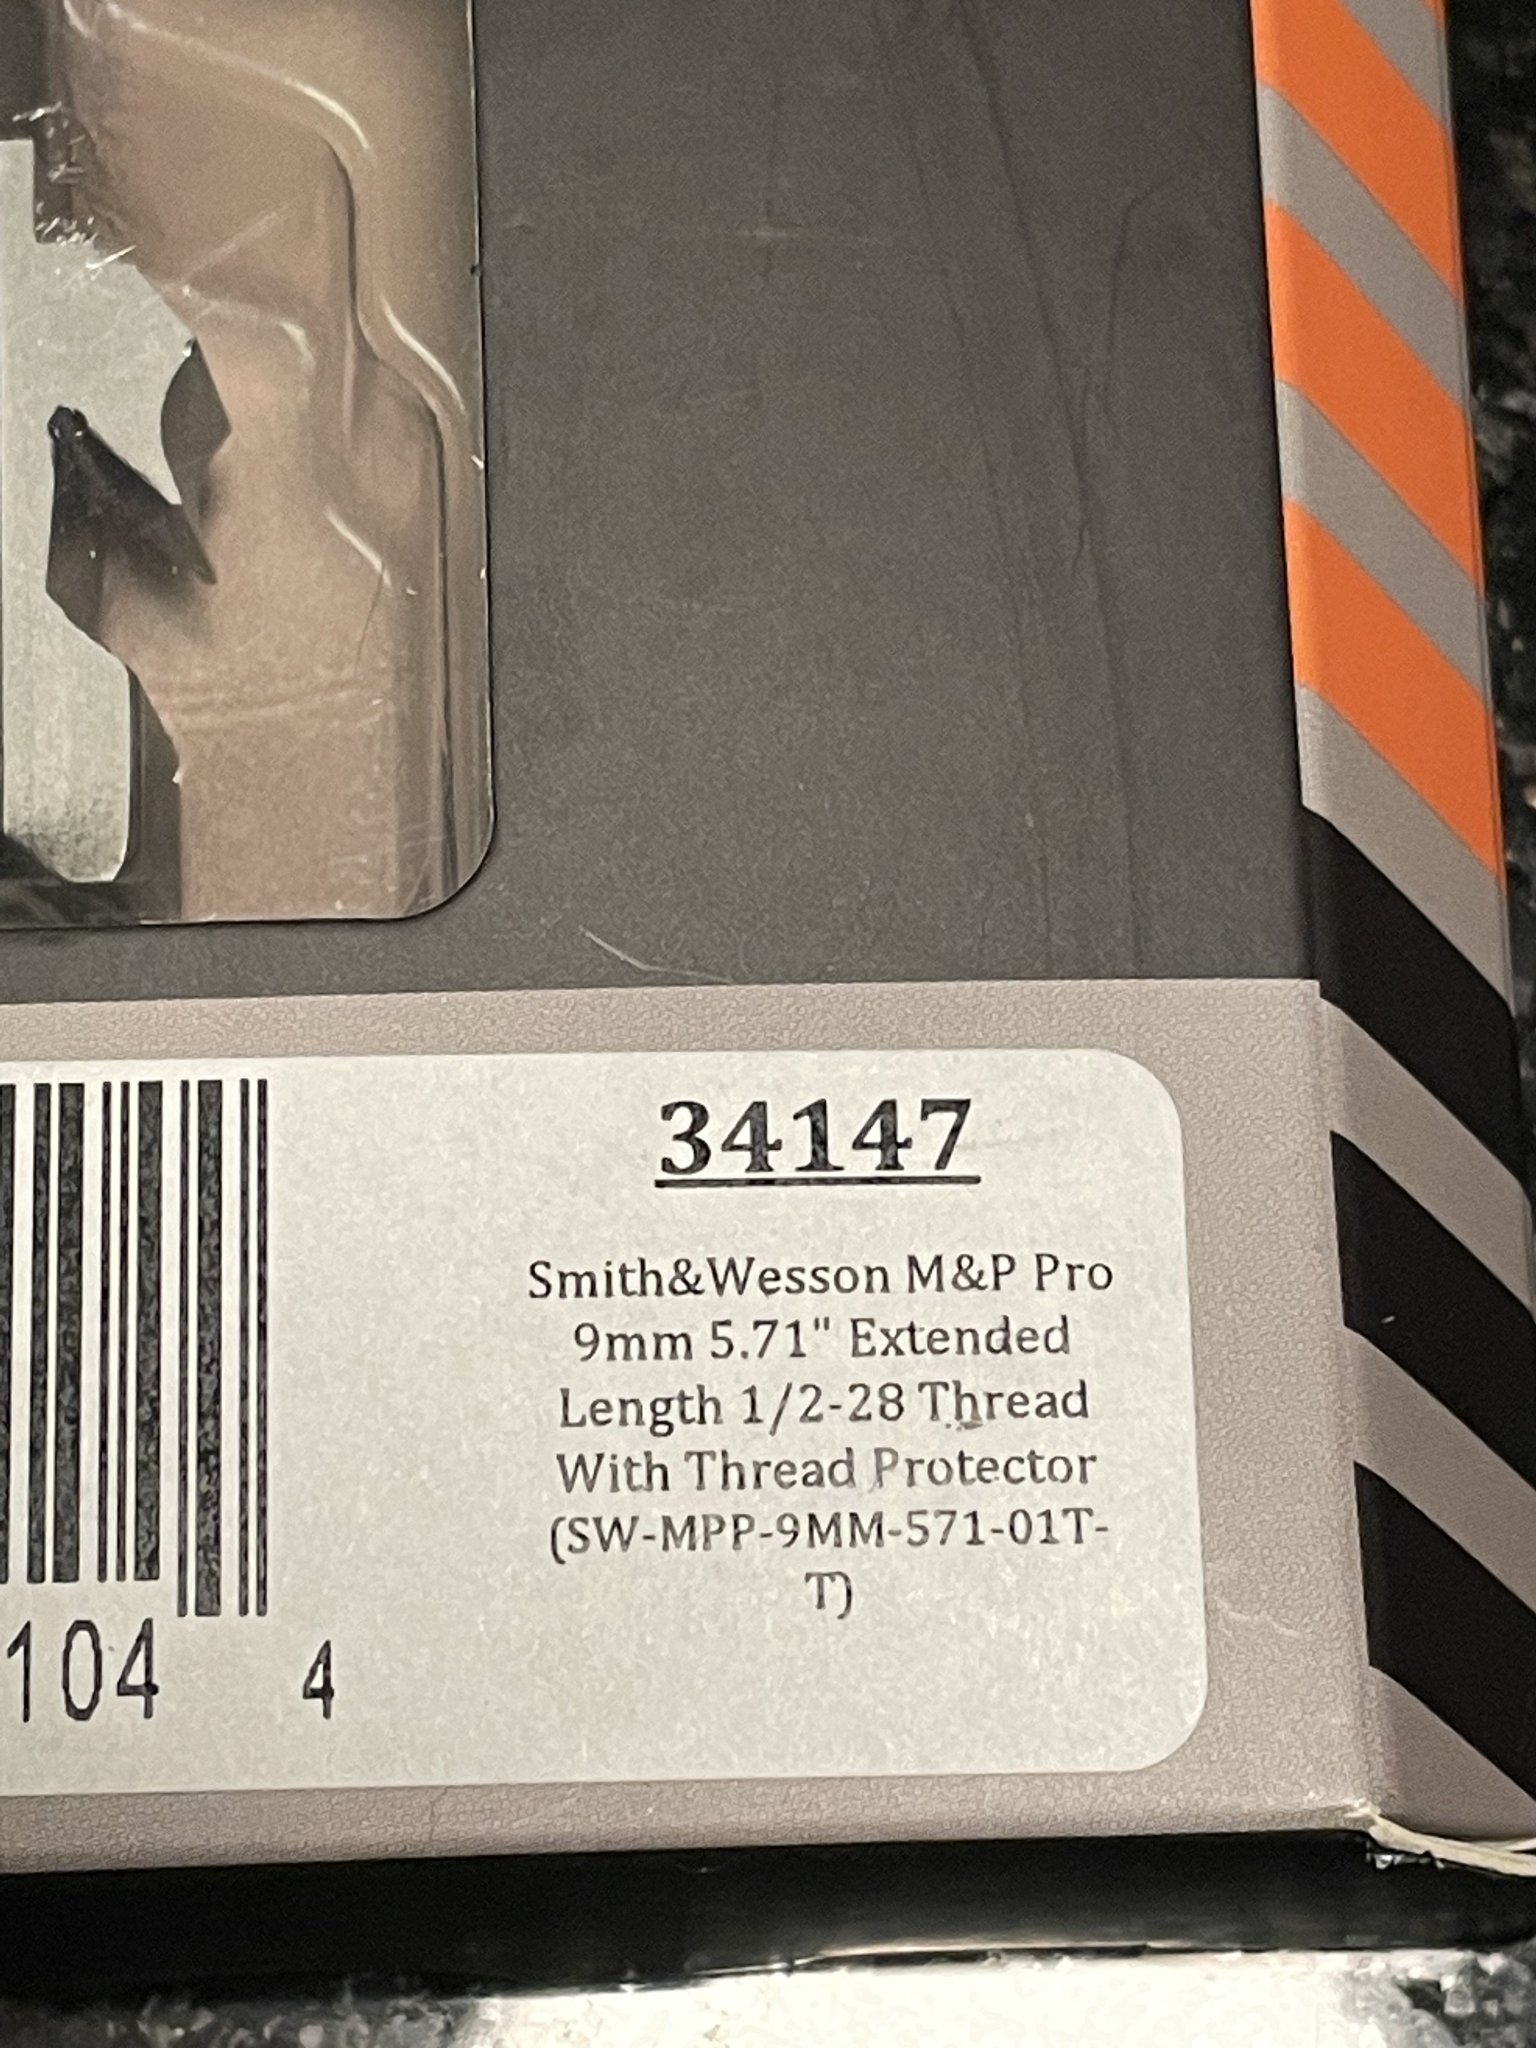 34147
Smith&Wesson M&P Pro
9mm 5.71" Extended
Length 1/2-28 Thread
With Thread Protector
(SW-MPP-9MM-571-01T-
T)
104 4